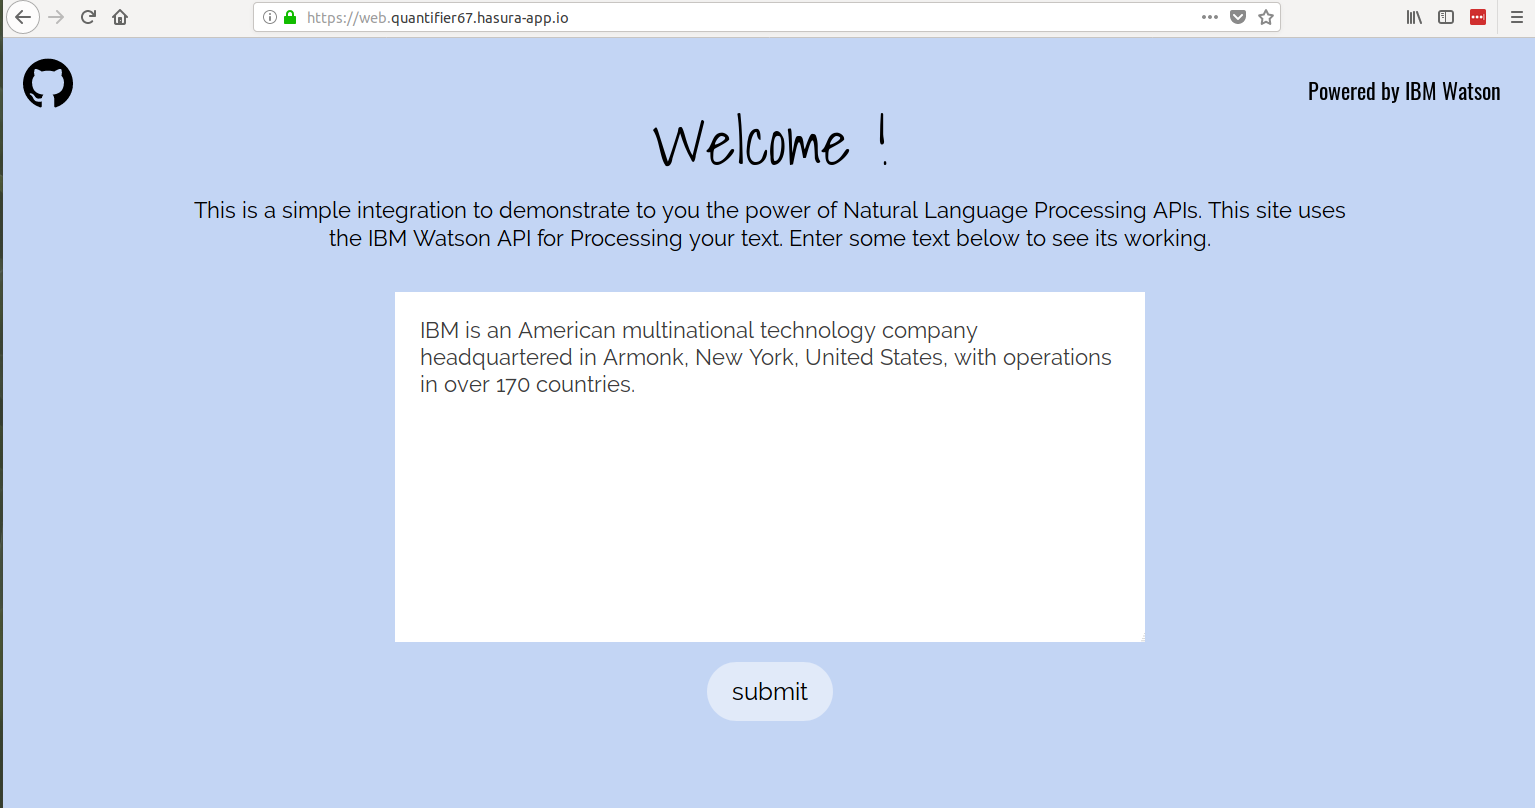 https://web.quantifier67.hasura-app.io
Powered by IBM Watson
Welcome !
This is a simple integration to demonstrate to you the power of Natural Language Processing APIs. This site uses
the IBM Watson API for Processing your text. Enter some text below to see its working.
IBM is an American multinational technology company
headquartered in Armonk, New York, United States, with operations
in over 170 countries.
submit